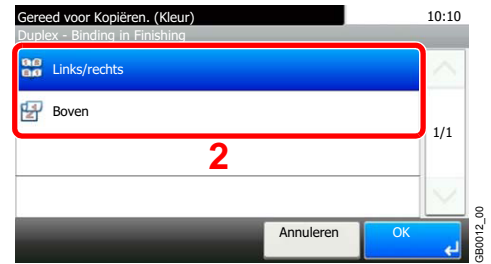 Gereed voor Kopiëren. (Kleur) 10:10
Duplex - Binding in Finishing
Links/rechts
Boven
1/1
2
Annuleren OK
GB0012_00